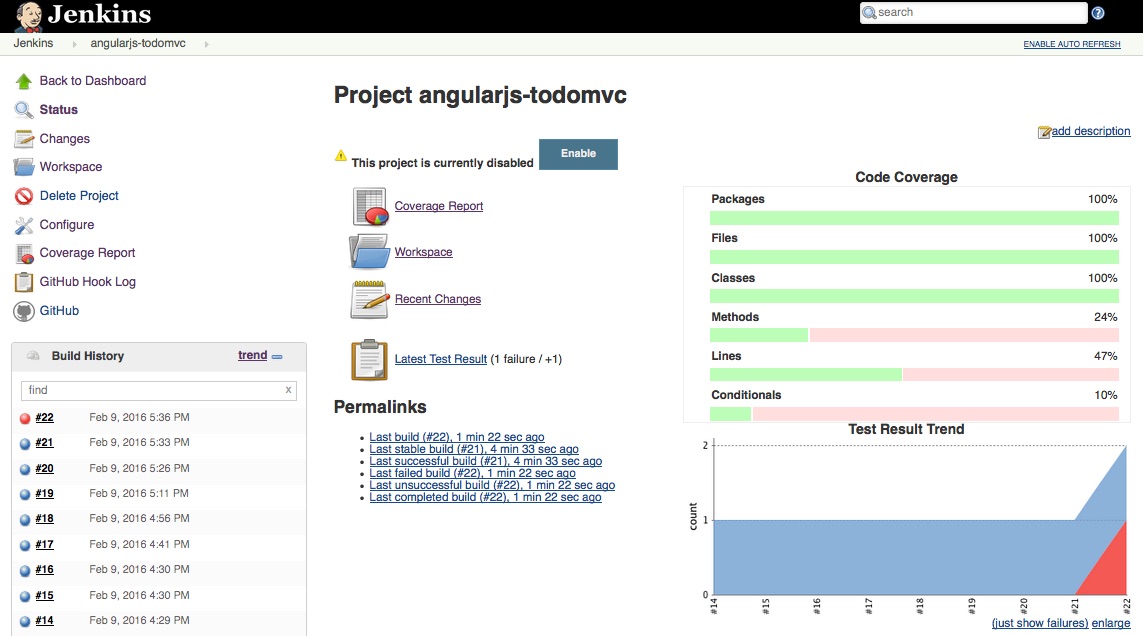 Jenkins
search
Jenkins angularjs-todomvc
ENABLE AUTO REFRESH
Back to Dashboard
Status
Changes
Workspace
Delete Project
Configure
Coverage Report
GitHub Hook Log
GitHub
Build History trend
find x
#22 Feb 9, 2016 5:36 PM
#21 Feb 9, 2016 5:33 PM
#20 Feb 9, 2016 5:26 PM
#19 Feb 9, 2016 5:11 PM
#18 Feb 9, 2016 4:56 PM
#17 Feb 9, 2016 4:41 PM
#16 Feb 9, 2016 4:30 PM
#15 Feb 9, 2016 4:30 PM
#14 Feb 9, 2016 4:29 PM
Project angularjs-todomvc
add description
This project is currently disabled Enable
Coverage Report
Workspace
Recent Changes
Latest Test Result (1 failure / +1)
Permalinks
Last build (#22), 1 min 22 sec ago
Last stable build (#21), 4 min 33 sec ago
Last successful build (#21), 4 min 33 sec ago
Last failed build (#22), 1 min 22 sec ago
Last unsuccessful build (#22), 1 min 22 sec ago
Last completed build (#22), 1 min 22 sec ago
Code Coverage
Packages 100%
Files 100%
Classes 100%
Methods 24%
Lines 47%
Conditionals 10%
Test Result Trend
2
1
0
count
#14 #15 #16 #17 #18 #19 #20 #21 #22
(just show failures) enlarge